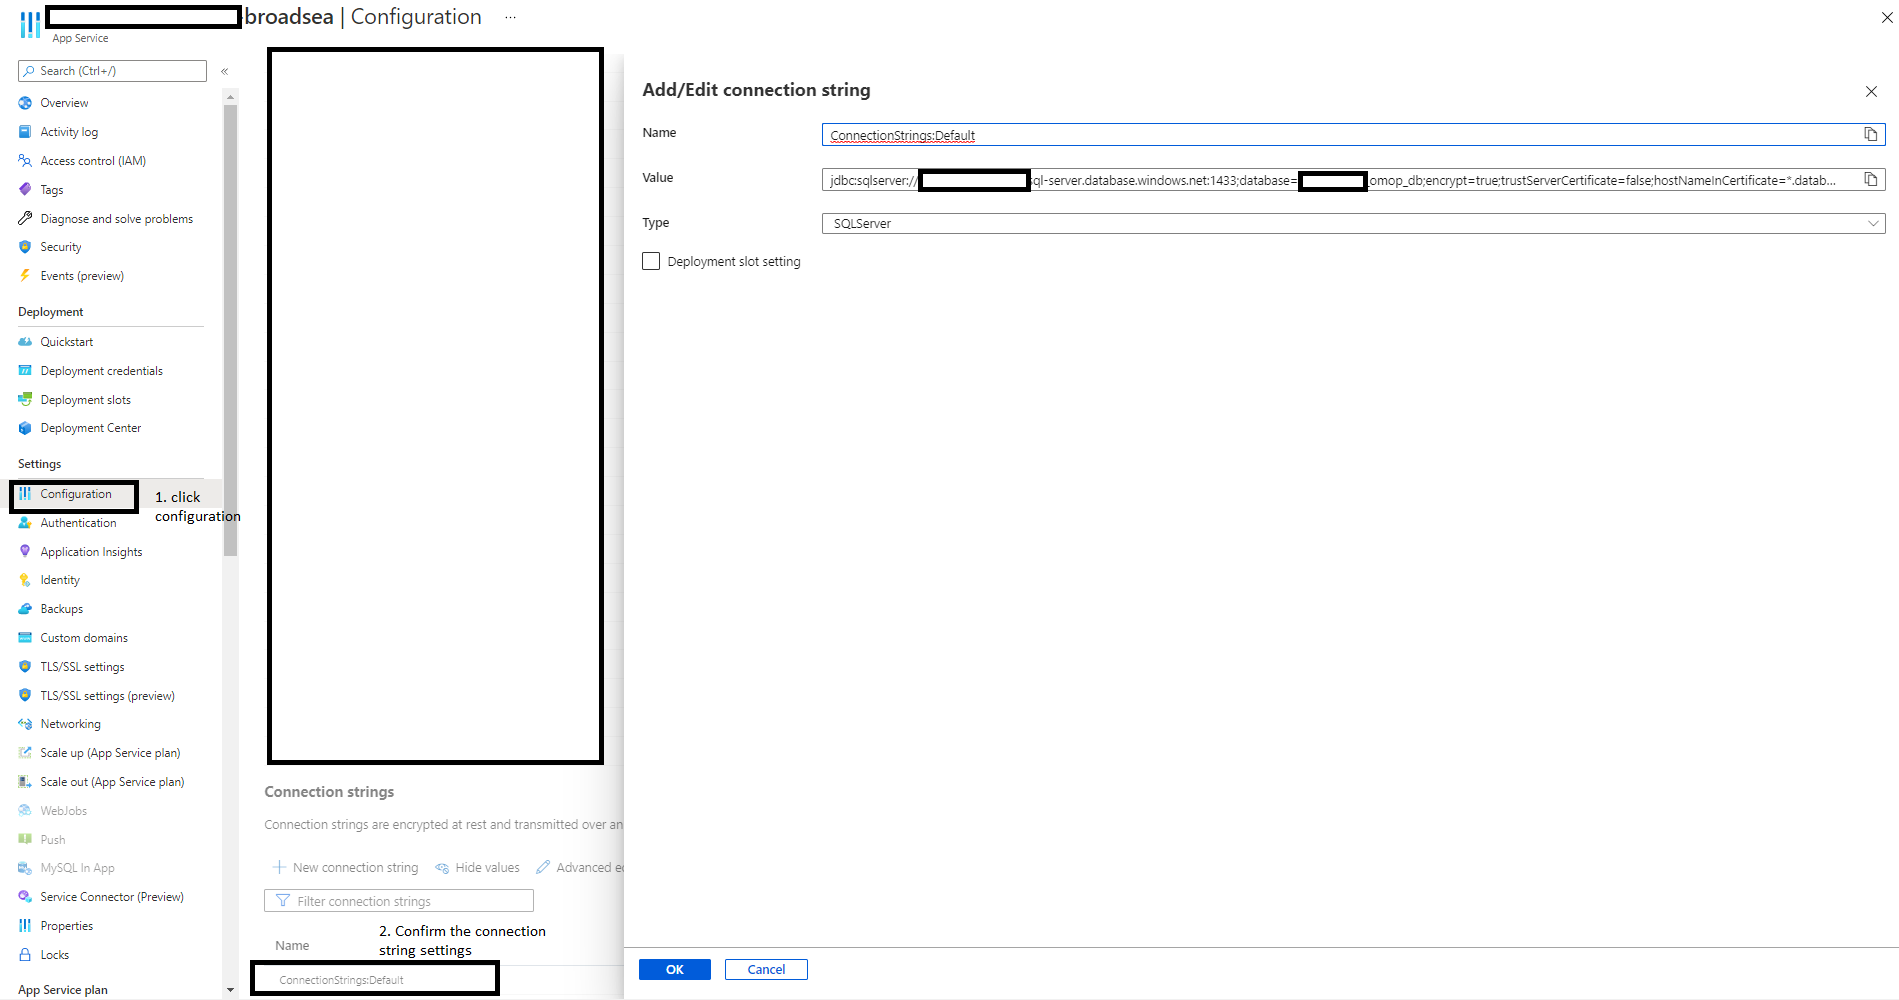 broadsea | Configuration ...
App Service
Search (Ctrl+/)
«
Overview
Activity log
Access control (IAM)
Tags
Diagnose and solve problems
Security
Events (preview)
Deployment
Quickstart
Deployment credentials
Deployment slots
Deployment Center
Settings
Configuration
Authentication
Application Insights
Identity
Backups
Custom domains
TLS/SSL settings
TLS/SSL settings (preview)
Networking
Scale up (App Service plan)
Scale out (App Service plan)
WebJobs
Push
MySQL In App
Service Connector (Preview)
Properties
Locks
App Service plan
1. click
configuration
Connection strings
Connection strings are encrypted at rest and transmitted over an
New connection string Hide values Advanced e
Filter connection strings
2. Confirm the connection
string settings
Name
ConnectionStrings:Default
Add/Edit connection string
Name ConnectionStrings:Default
Value jdbc:sqlserver:// ql-server.database.windows.net:1433;database= omop_db;encrypt=true;trustServerCertificate=false;hostNameInCertificate=*.datab...
Type SQLServer
Deployment slot setting
OK Cancel